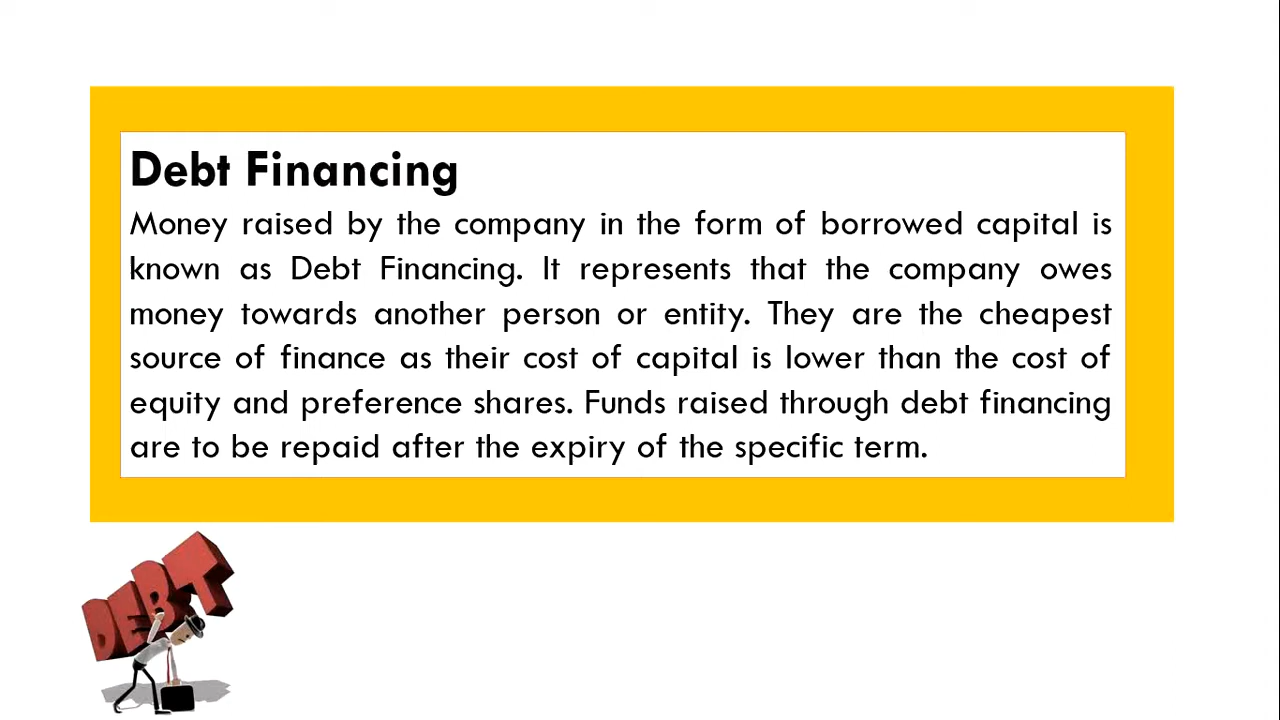 Debt Financing
Money raised by the company in the form of borrowed capital is
known as Debt Financing. It represents that the company owes
money towards another person or entity. They are the cheapest
source of finance as their cost of capital is lower than the cost of
equity and preference shares. Funds raised through debt financing
are to be repaid after the expiry of the specific term.
DEBT